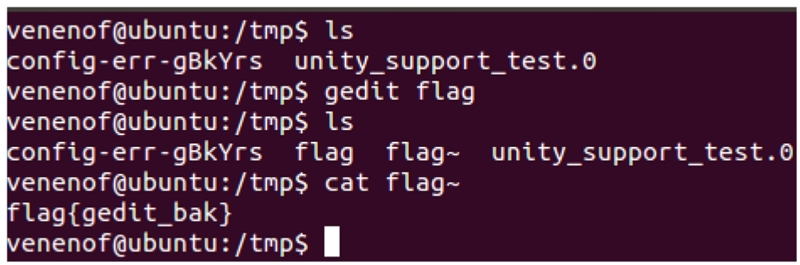 venenof@ubuntu:/tmp$ ls
config-err-gBkYrs  unity_support_test.0
venenof@ubuntu:/tmp$ gedit flag
venenof@ubuntu:/tmp$ ls
config-err-gBkYrs  flag  flag~  unity_support_test.0
venenof@ubuntu:/tmp$ cat flag~
flag{gedit_bak}
venenof@ubuntu:/tmp$